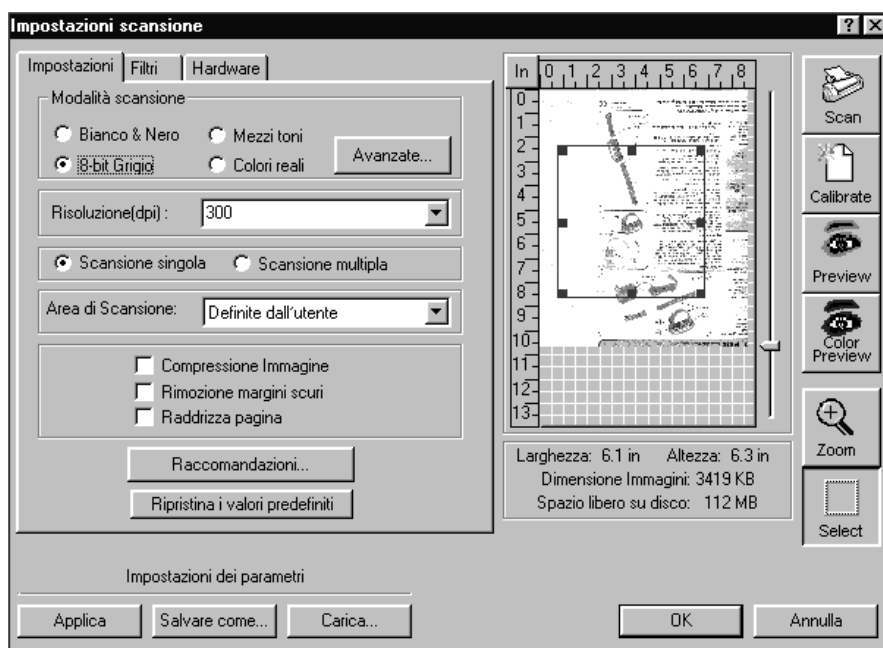 Impostazioni scansione
Impostazioni Filtri Hardware
Modalità scansione
Bianco & Nero Mezzi toni
8-bit Grigio Colori reali
Avanzate...
Risoluzione(dpi) : 300
Scansione singola Scansione multipla
Area di Scansione: Definite dall'utente
Compressione Immagine
Rimozione margini scuri
Raddrizza pagina
Raccomandazioni...
Ripristina i valori predefiniti
In 0 1 2 3 4 5 6 7 8
0
1
2
3
4
5
6
7
8
9
10
11
12
13
Larghezza: 6.1 in Altezza: 6.3 in
Dimensione Immagini: 3419 KB
Spazio libero su disco: 112 MB
Scan
Calibrate
Preview
Color
Preview
Zoom
Select
Impostazioni dei parametri
Applica Salvare come... Carica... OK Annulla